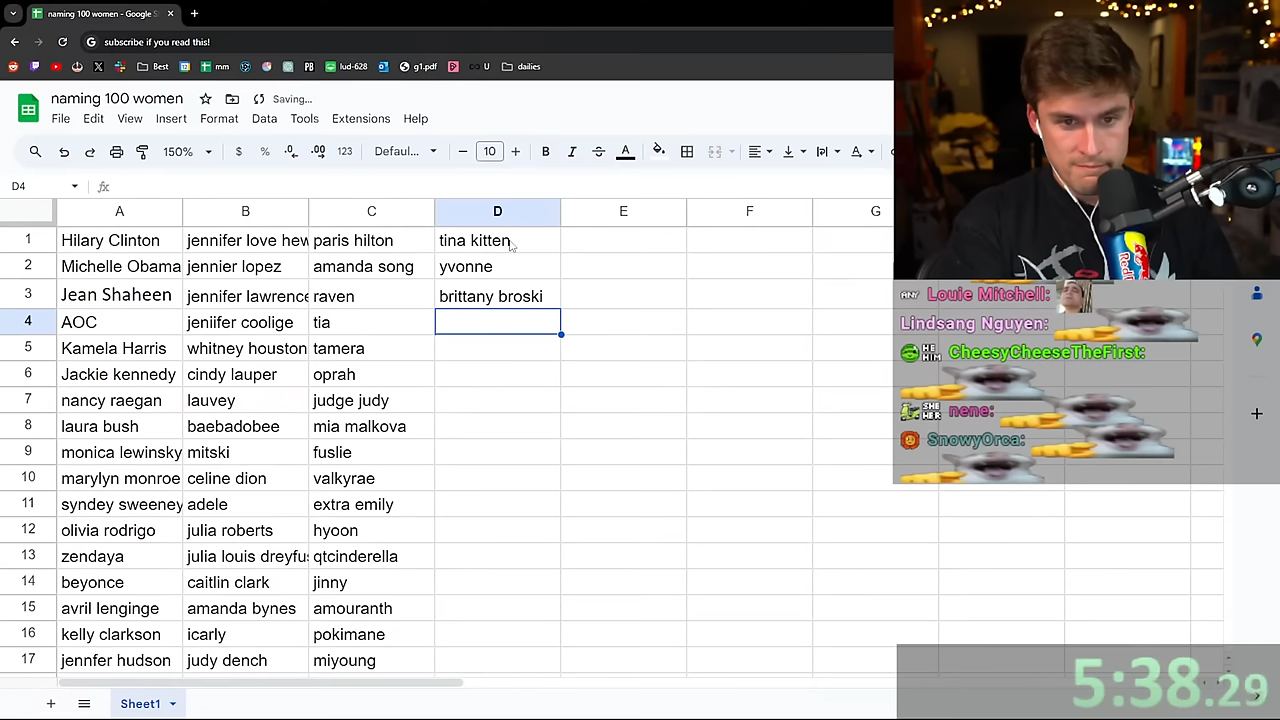 naming 100 women - Google S
subscribe if you read this!
Best
mm
PB
lud-628
g1.pdf
U
dailies
naming 100 women
Saving...
File Edit View Insert Format Data Tools Extensions Help
150% $ % .0 .00 123 Defaul... - 10 + B I S A
D4 fx
A B C D E F G
1 Hilary Clinton jennifer love hew paris hilton tina kitten
2 Michelle Obama jennier lopez amanda song yvonne
3 Jean Shaheen jennifer lawrence raven brittany broski
4 AOC jeniifer coolige tia
5 Kamela Harris whitney houston tamera
6 Jackie kennedy cindy lauper oprah
7 nancy raegan lauvey judge judy
8 laura bush baebadobee mia malkova
9 monica lewinsky mitski fuslie
10 marylyn monroe celine dion valkyrae
11 syndey sweeney adele extra emily
12 olivia rodrigo julia roberts hyoon
13 zendaya julia louis dreyfus qtcinderella
14 beyonce caitlin clark jinny
15 avril lenginge amanda bynes amouranth
16 kelly clarkson icarly pokimane
17 jennfer hudson judy dench miyoung
Sheet1
ANY Louie Mitchell:
Lindsang Nguyen:
HE HIM CheesyCheeseTheFirst:
SHE HER nene:
SnowyOrca:
5:38.29